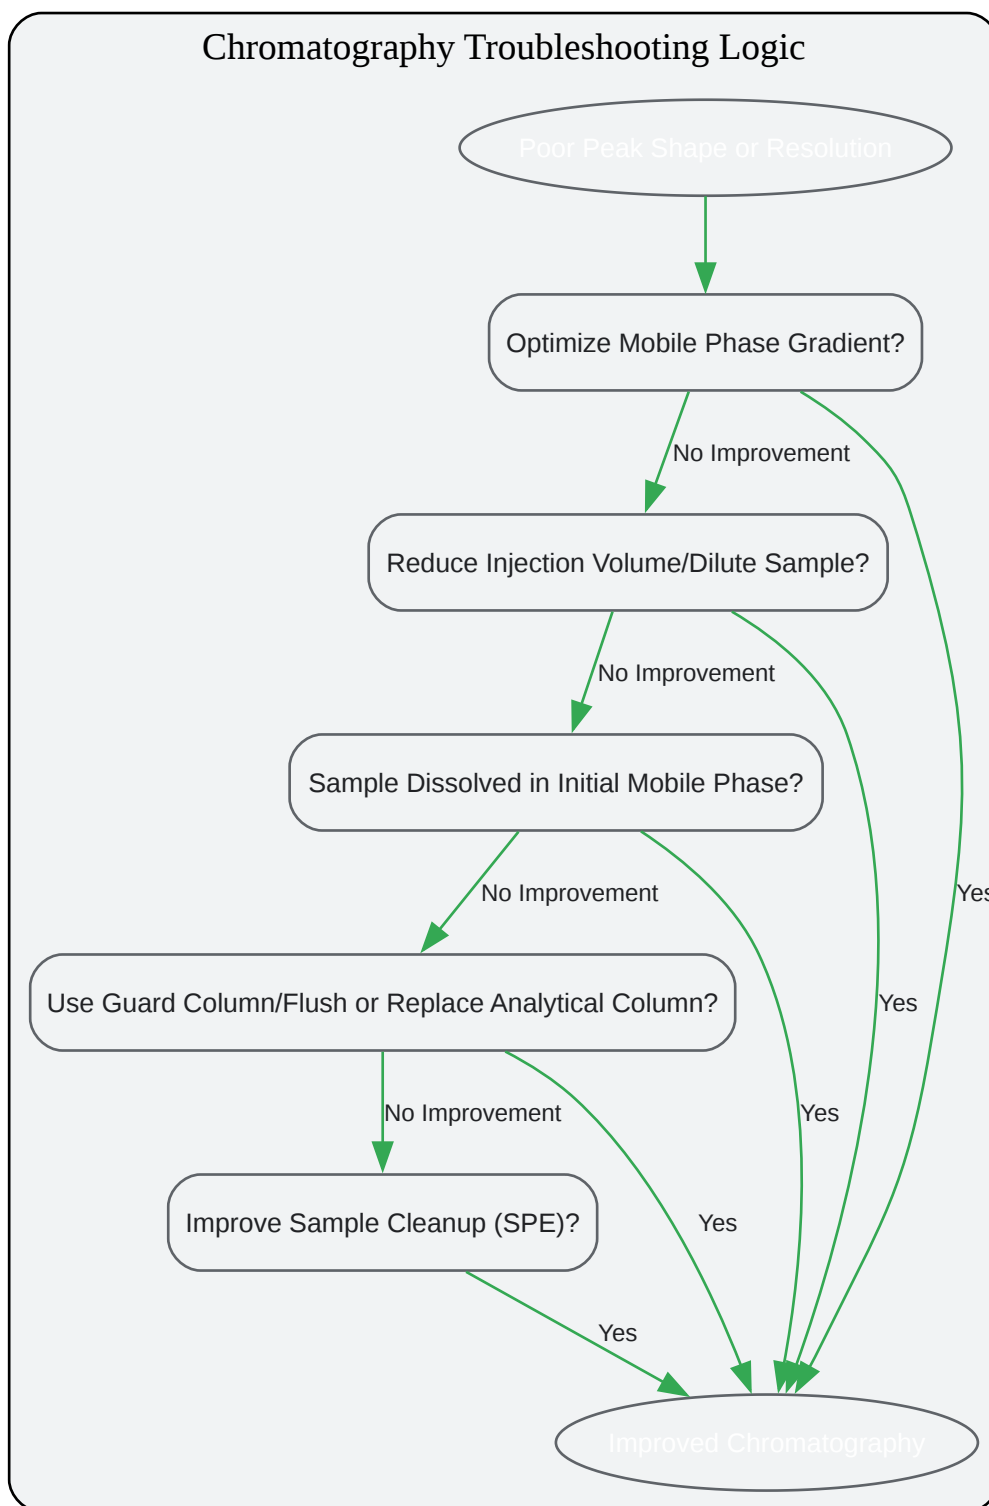 Chromatography Troubleshooting Logic
Poor Peak Shape or Resolution
Optimize Mobile Phase Gradient?
No Improvement
Reduce Injection Volume/Dilute Sample?
No Improvement
Sample Dissolved in Initial Mobile Phase?
No Improvement
Yes
Use Guard Column/Flush or Replace Analytical Column?
Yes
No Improvement
Yes
Improve Sample Cleanup (SPE)?
Yes
Yes
Improved Chromatography